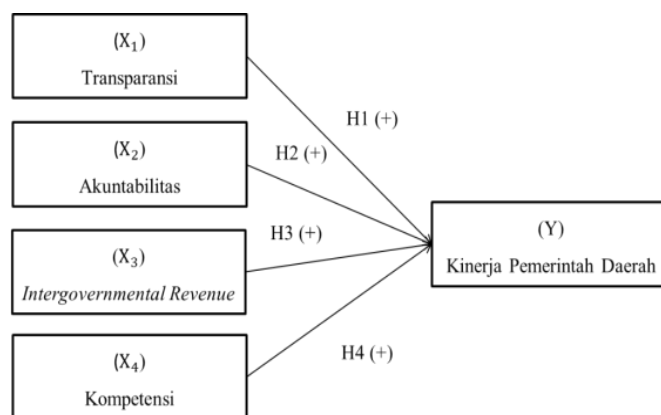 (X₁)
Transparansi
H1 (+)
(X₂)
Akuntabilitas
H2 (+)
(X₃)
Intergovernmental Revenue
H3 (+)
(X₄)
Kompetensi
H4 (+)
(Y)
Kinerja Pemerintah Daerah